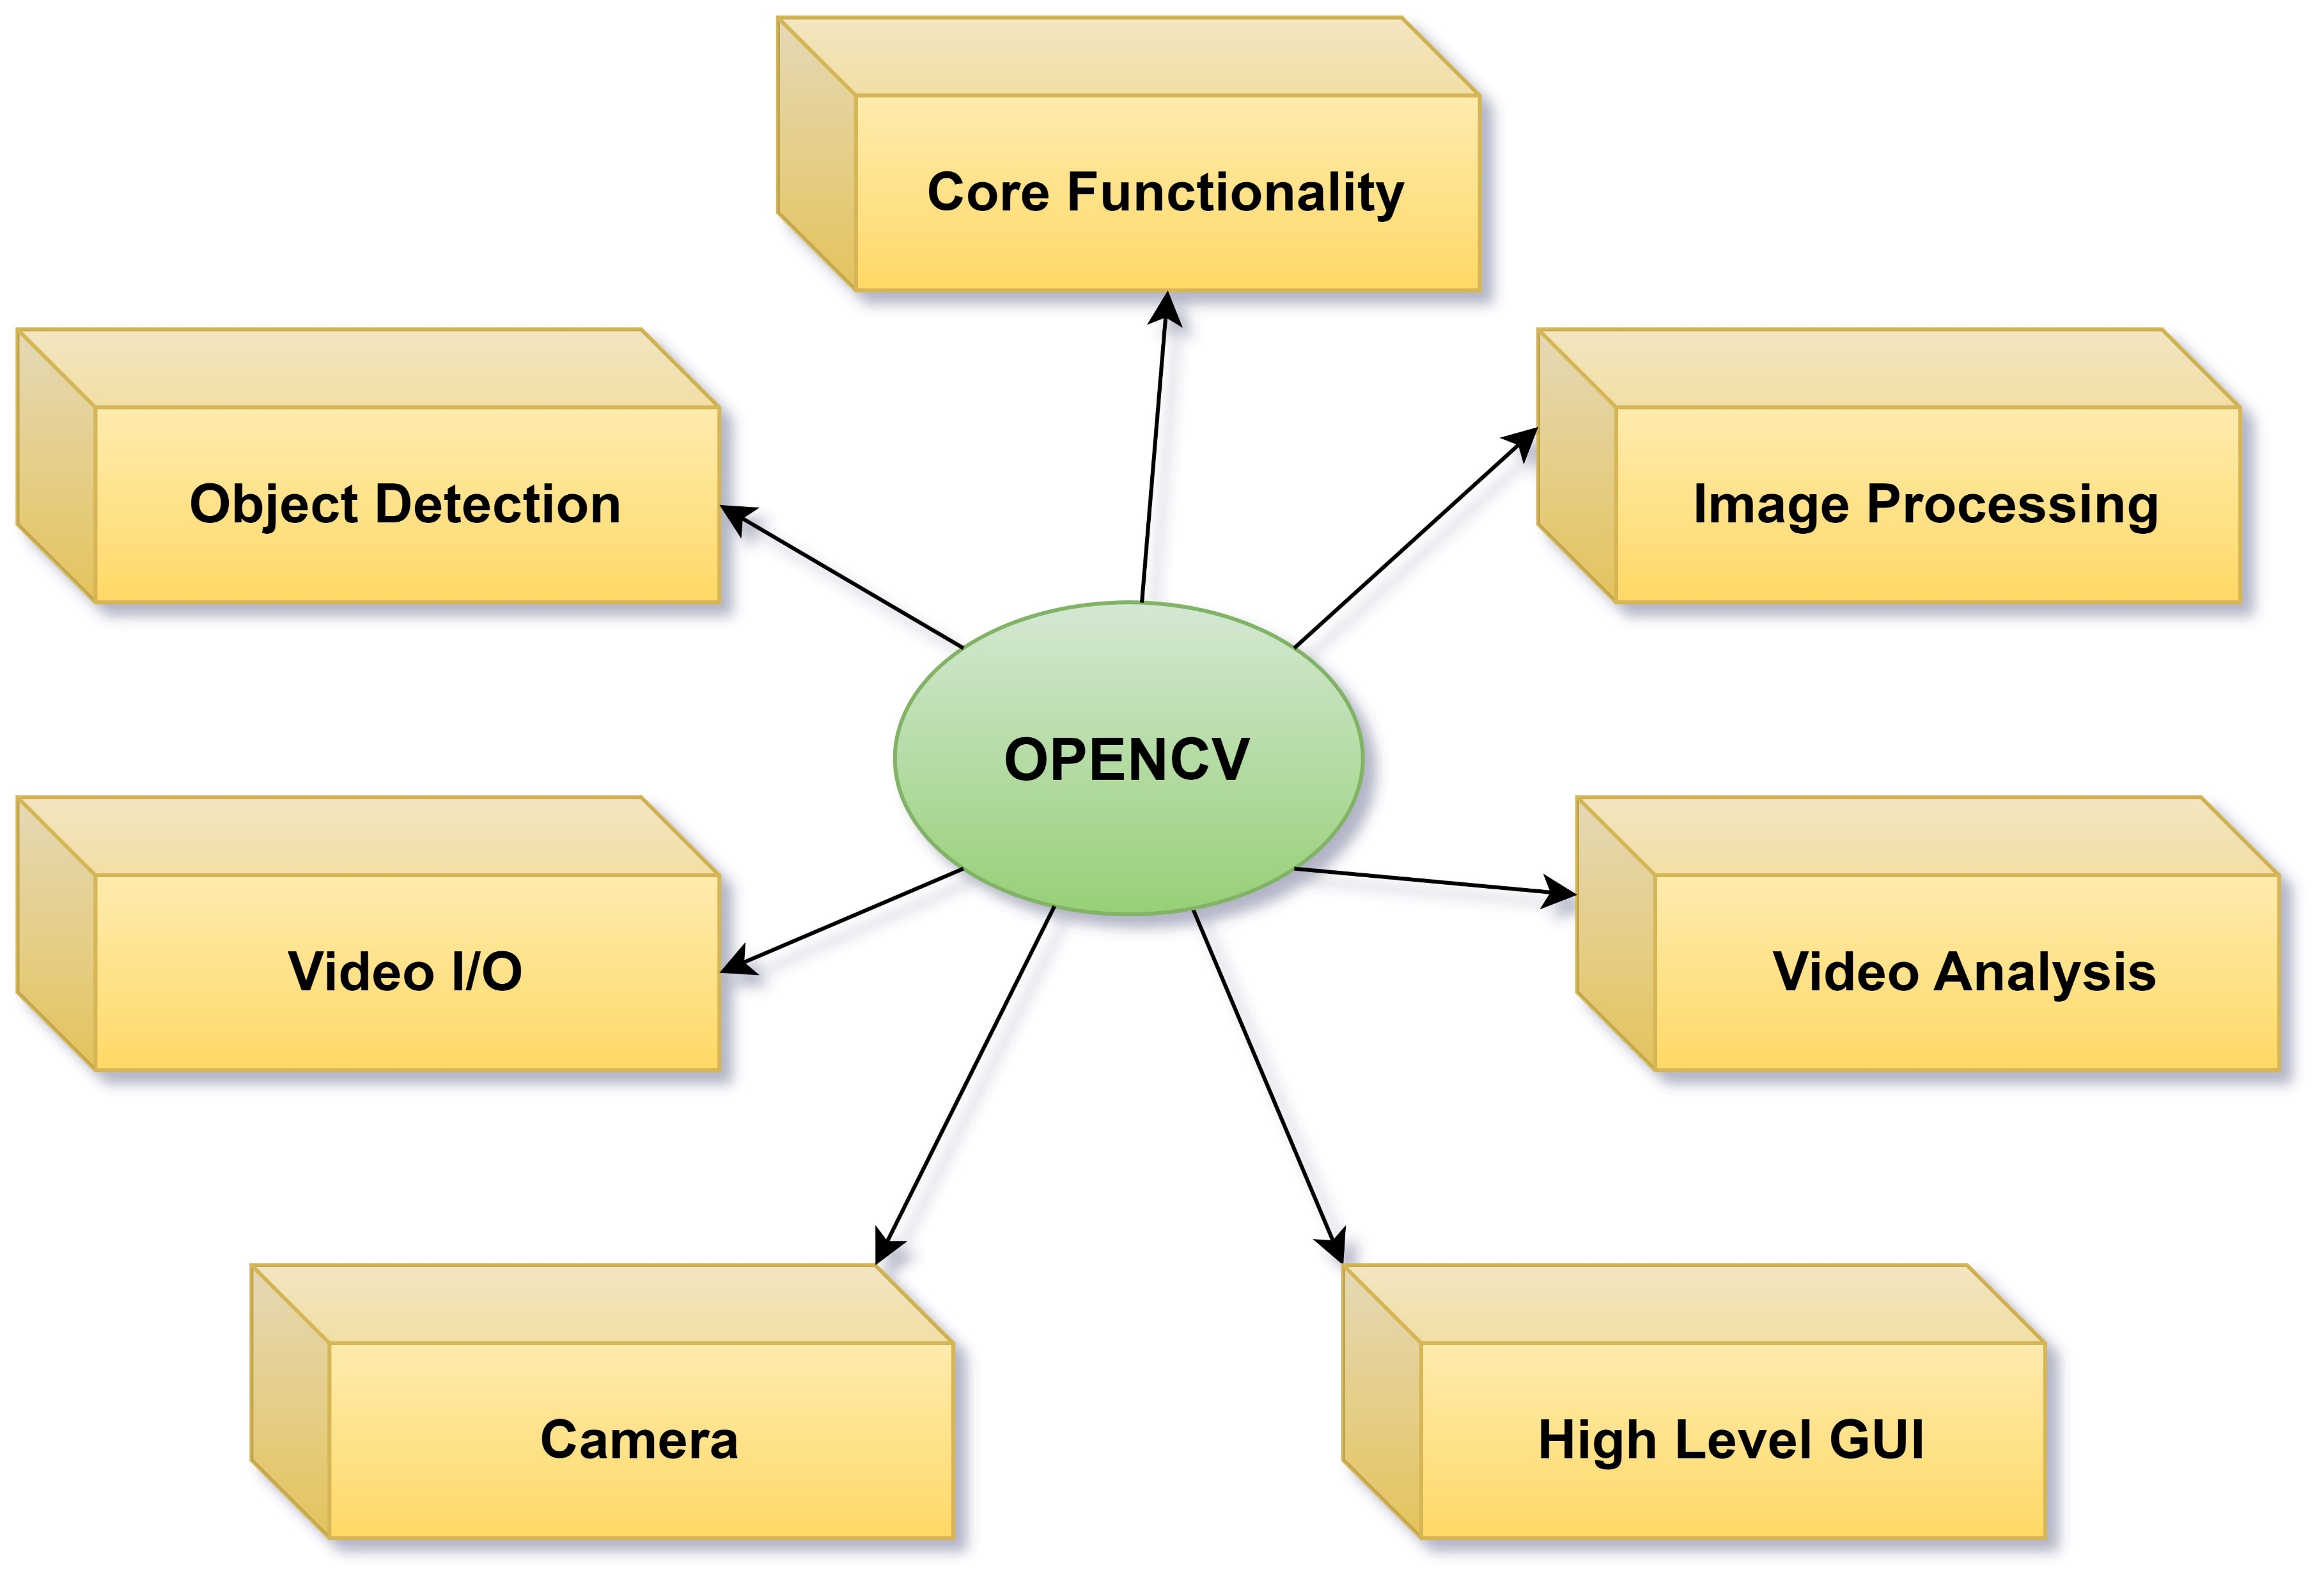 Core Functionality
Object Detection
Image Processing
OPENCV
Video I/O
Video Analysis
Camera
High Level GUI